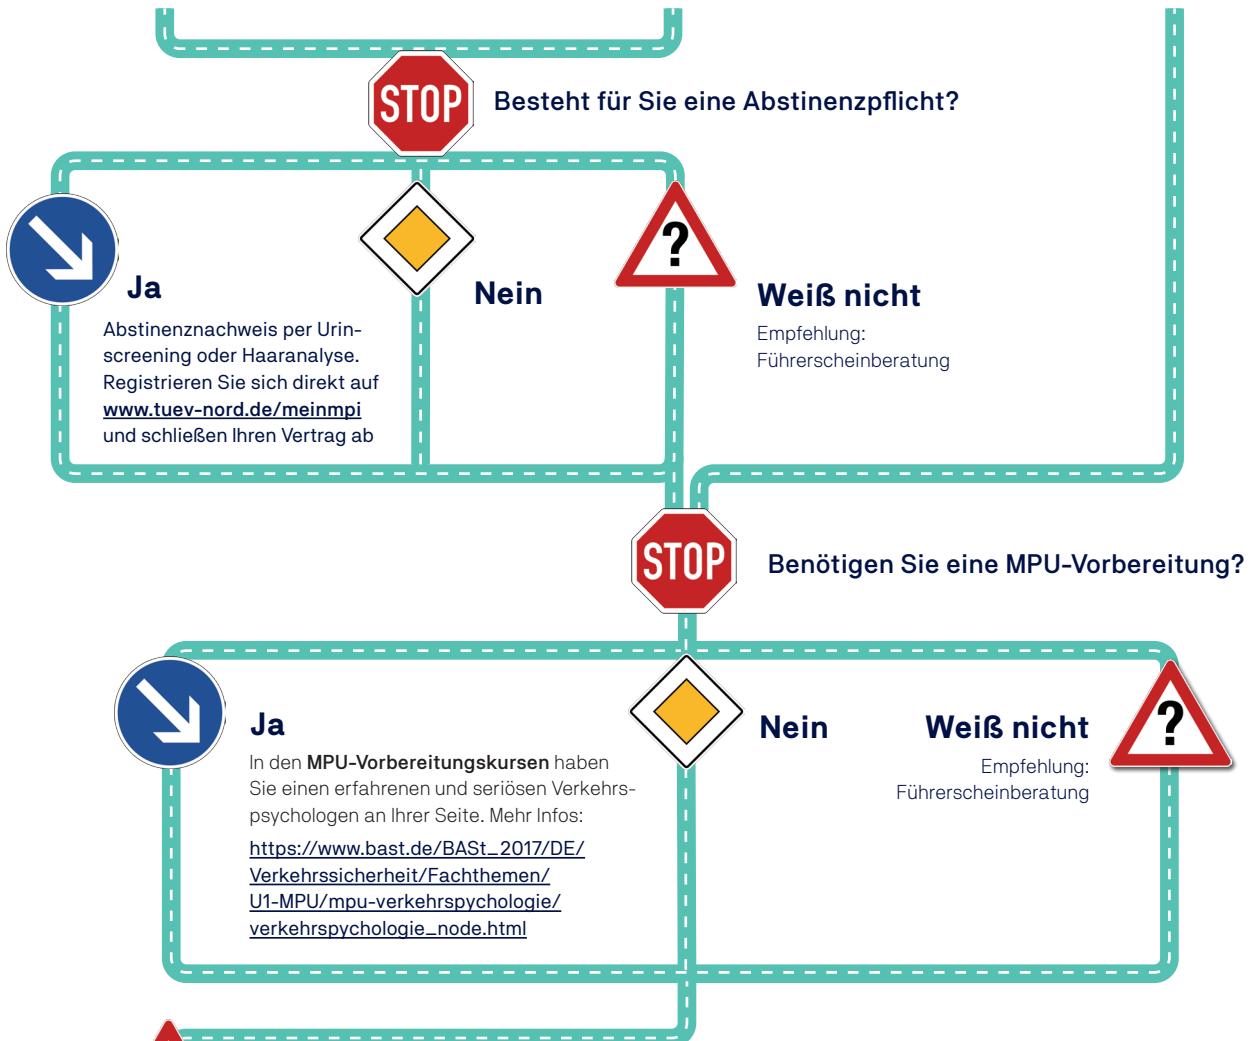 STOP
Besteht für Sie eine Abstinenzpflicht?
Ja
Abstinenznachweis per Urin-
screening oder Haaranalyse.
Registrieren Sie sich direkt auf
www.tuev-nord.de/meinmpi
und schließen Ihren Vertrag ab
Nein
?
Weiß nicht
Empfehlung:
Führerscheinberatung
STOP
Benötigen Sie eine MPU-Vorbereitung?
Ja
In den MPU-Vorbereitungskursen haben
Sie einen erfahrenen und seriösen Verkehrs-
psychologen an Ihrer Seite. Mehr Infos:
https://www.bast.de/BASt_2017/DE/
Verkehrssicherheit/Fachthemen/
U1-MPU/mpu-verkehrspychologie/
verkehrspychologie_node.html
Nein
Weiß nicht
Empfehlung:
Führerscheinberatung
?